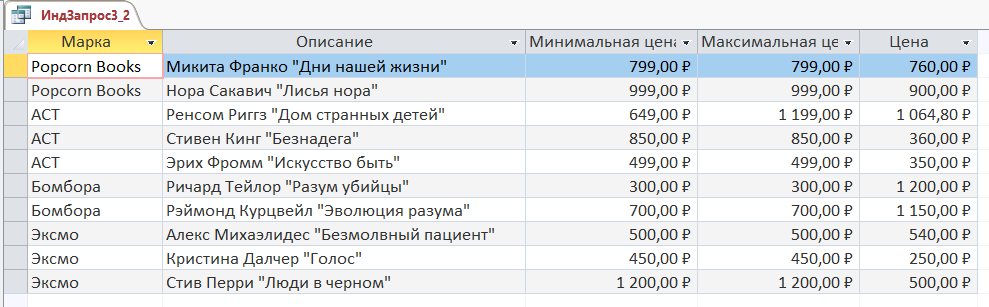 ИндЗапрос3_2
Марка Описание Минимальная цена Максимальная це Цена
Popcorn Books Микита Франко "Дни нашей жизни" 799,00 ₽ 799,00 ₽ 760,00 ₽
Popcorn Books Нора Сакавич "Лисья нора" 999,00 ₽ 999,00 ₽ 900,00 ₽
АСТ Ренсом Риггз "Дом странных детей" 649,00 ₽ 1 199,00 ₽ 1 064,80 ₽
АСТ Стивен Кинг "Безнадега" 850,00 ₽ 850,00 ₽ 360,00 ₽
АСТ Эрих Фромм "Искусство быть" 499,00 ₽ 499,00 ₽ 350,00 ₽
Бомбора Ричард Тейлор "Разум убийцы" 300,00 ₽ 300,00 ₽ 1 200,00 ₽
Бомбора Рэймонд Курцвейл "Эволюция разума" 700,00 ₽ 700,00 ₽ 1 150,00 ₽
Эксмо Алекс Михаэлидес "Безмолвный пациент" 500,00 ₽ 500,00 ₽ 540,00 ₽
Эксмо Кристина Далчер "Голос" 450,00 ₽ 450,00 ₽ 250,00 ₽
Эксмо Стив Перри "Люди в черном" 1 200,00 ₽ 1 200,00 ₽ 500,00 ₽